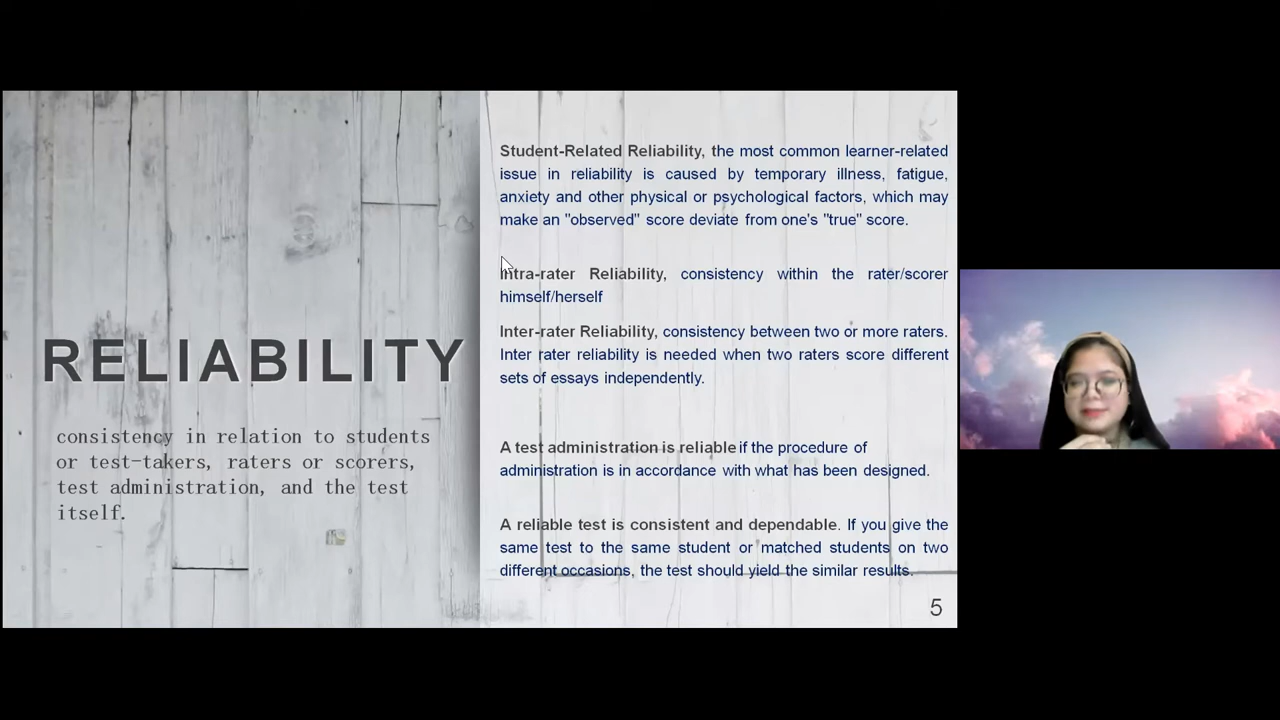 RELIABILITY
consistency in relation to students
or test-takers, raters or scorers,
test administration, and the test
itself.
Student-Related Reliability, the most common learner-related
issue in reliability is caused by temporary illness, fatigue,
anxiety and other physical or psychological factors, which may
make an "observed" score deviate from one's "true" score.
Intra-rater Reliability, consistency within the rater/scorer
himself/herself
Inter-rater Reliability, consistency between two or more raters.
Inter rater reliability is needed when two raters score different
sets of essays independently.
A test administration is reliable if the procedure of
administration is in accordance with what has been designed.
A reliable test is consistent and dependable. If you give the
same test to the same student or matched students on two
different occasions, the test should yield the similar results.
5